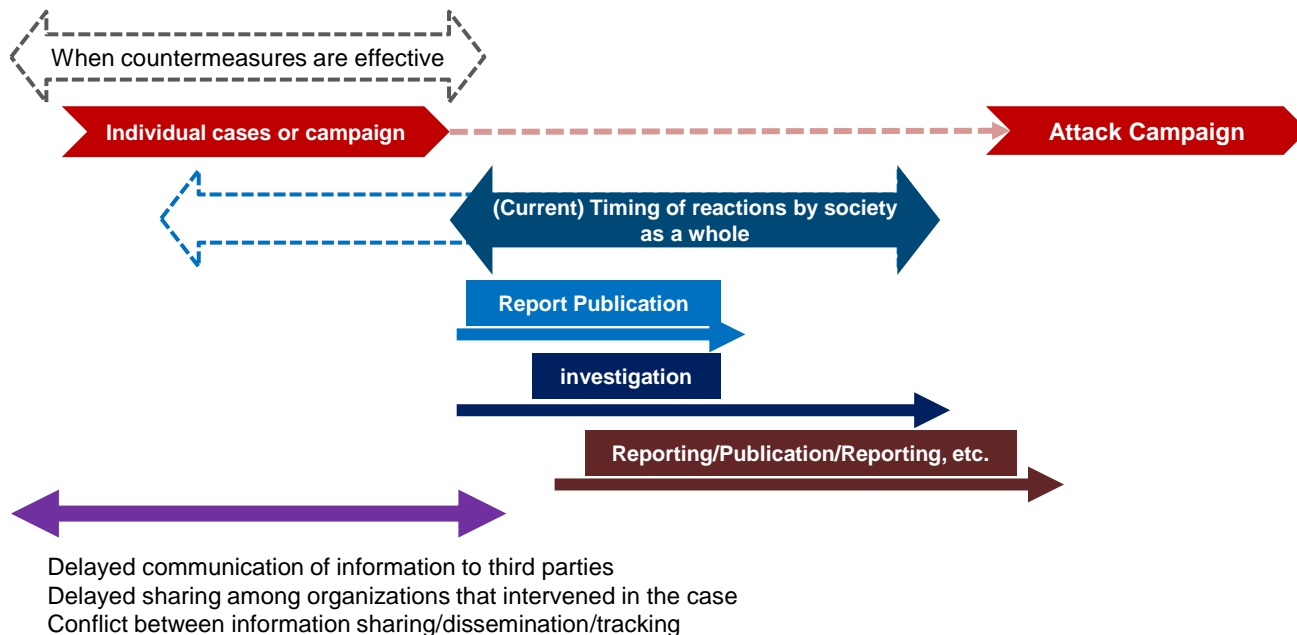 When countermeasures are effective
Individual cases or campaign
Attack Campaign
(Current) Timing of reactions by society
as a whole
Report Publication
investigation
Reporting/Publication/Reporting, etc.
Delayed communication of information to third parties
Delayed sharing among organizations that intervened in the case
Conflict between information sharing/dissemination/tracking